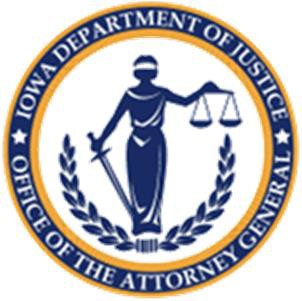 IOWA DEPARTMENT OF JUSTICE
OFFICE OF THE ATTORNEY GENERAL